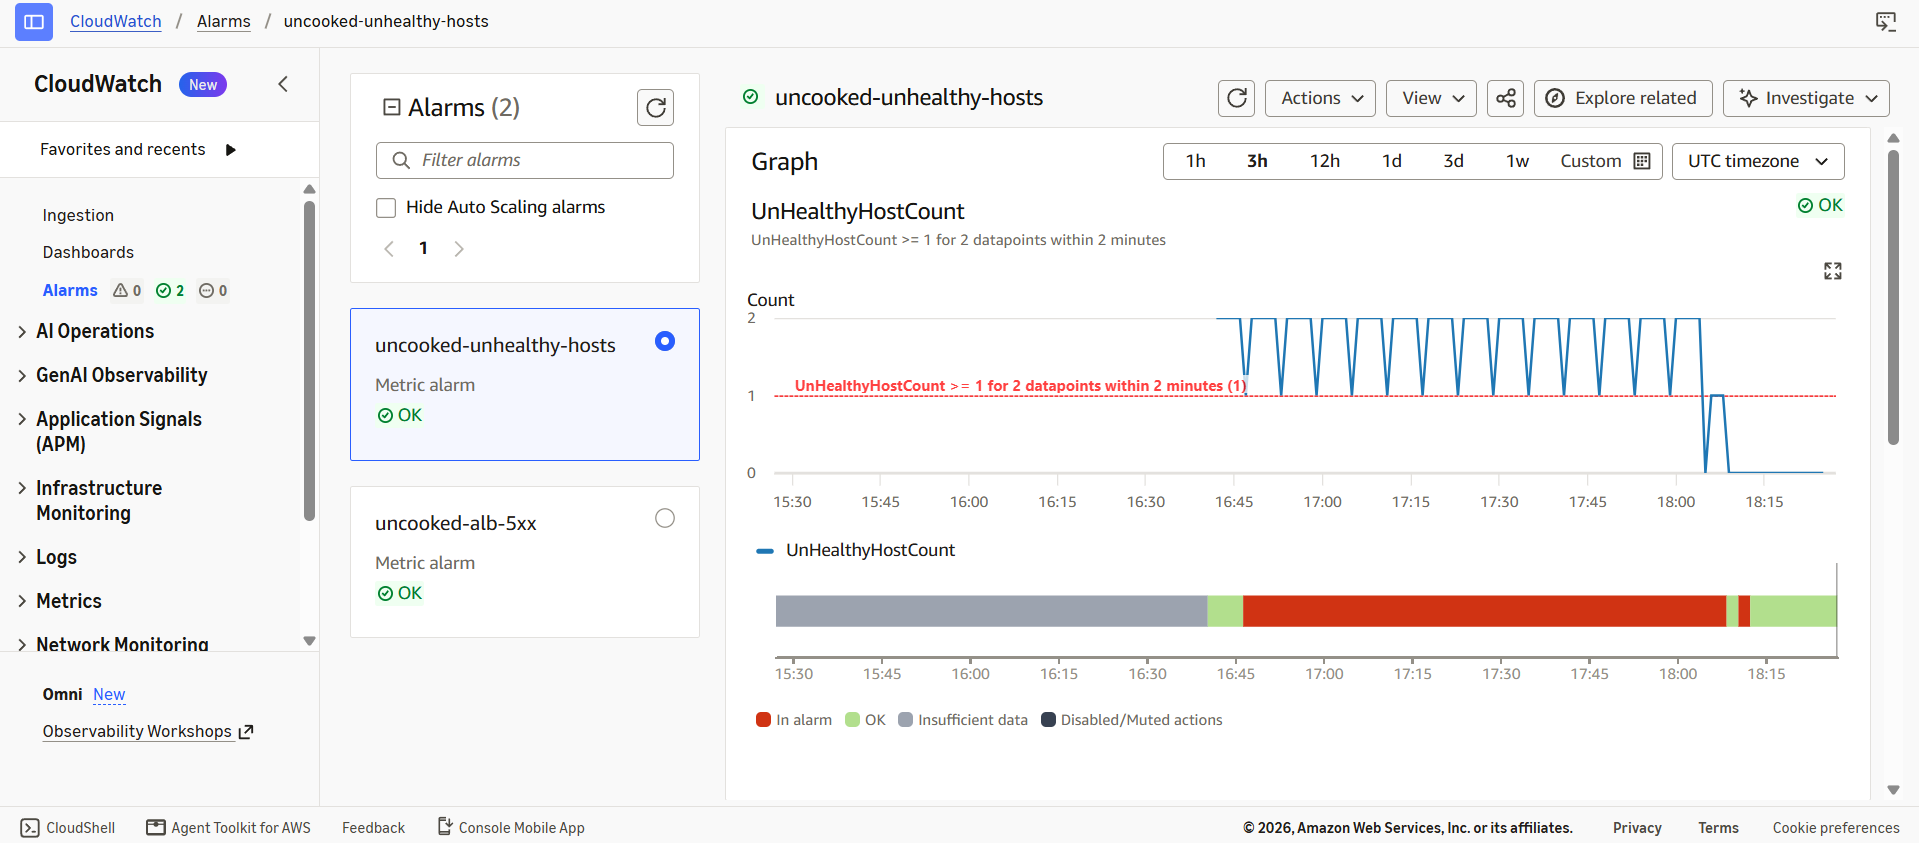 CloudWatch / Alarms / uncooked-unhealthy-hosts
CloudWatch New
Favorites and recents
Ingestion
Dashboards
Alarms 0 2 0
AI Operations
GenAI Observability
Application Signals
(APM)
Infrastructure
Monitoring
Logs
Metrics
Network Monitoring
Omni New
Observability Workshops
Alarms (2)
Filter alarms
Hide Auto Scaling alarms
1
uncooked-unhealthy-hosts
Metric alarm
OK
uncooked-alb-5xx
Metric alarm
OK
uncooked-unhealthy-hosts
Actions View Explore related Investigate
Graph
1h 3h 12h 1d 3d 1w Custom UTC timezone
UnHealthyHostCount
OK
UnHealthyHostCount >= 1 for 2 datapoints within 2 minutes
Count
2
UnHealthyHostCount >= 1 for 2 datapoints within 2 minutes (1)
1
0
15:30 15:45 16:00 16:15 16:30 16:45 17:00 17:15 17:30 17:45 18:00 18:15
UnHealthyHostCount
15:30 15:45 16:00 16:15 16:30 16:45 17:00 17:15 17:30 17:45 18:00 18:15
In alarm OK Insufficient data Disabled/Muted actions
CloudShell Agent Toolkit for AWS Feedback Console Mobile App
© 2026, Amazon Web Services, Inc. or its affiliates. Privacy Terms Cookie preferences